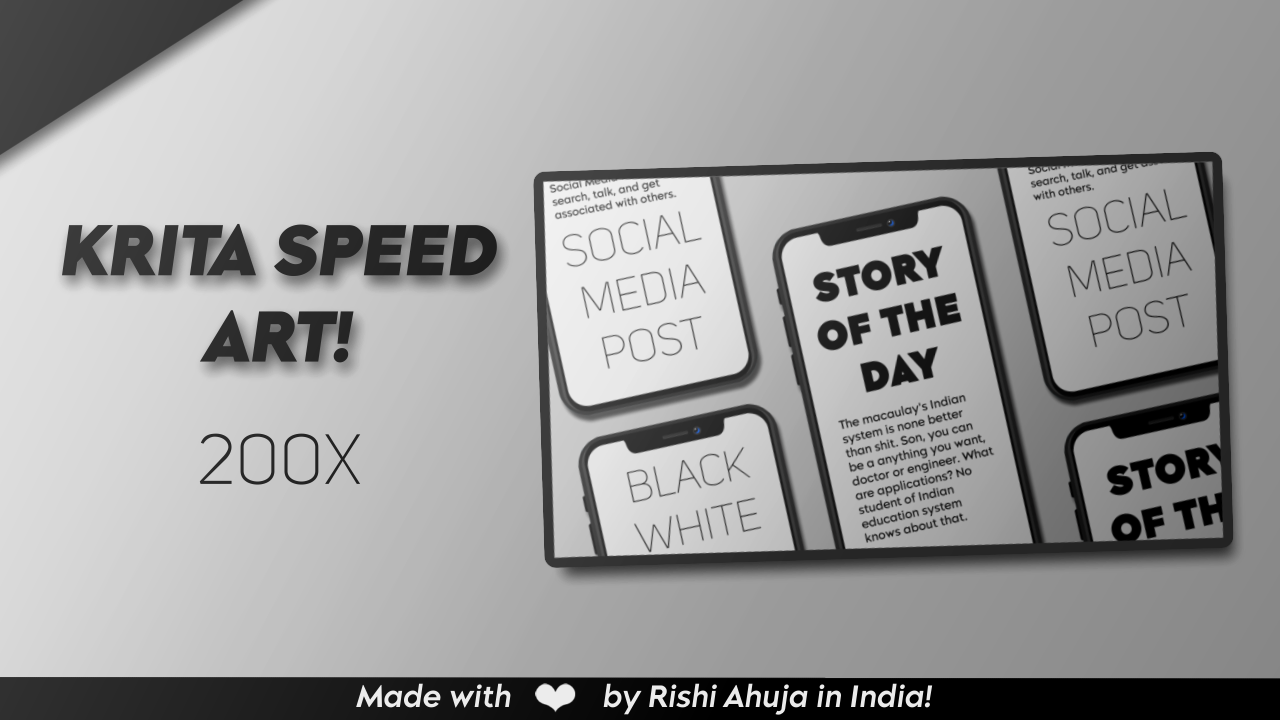 KRITA SPEED
ART!
200X
Social Media
search, talk, and get
associated with others.
SOCIAL
MEDIA
POST
BLACK
WHITE
STORY
OF THE
DAY
The macaulay's Indian
system is none better
than shit. Son, you can
be a anything you want,
doctor or engineer. What
are applications? No
student of Indian
education system
knows about that.
search, talk, and get
with others.
SOCIAL
MEDIA
POST
STORY
OF TH
Made with ❤ by Rishi Ahuja in India!